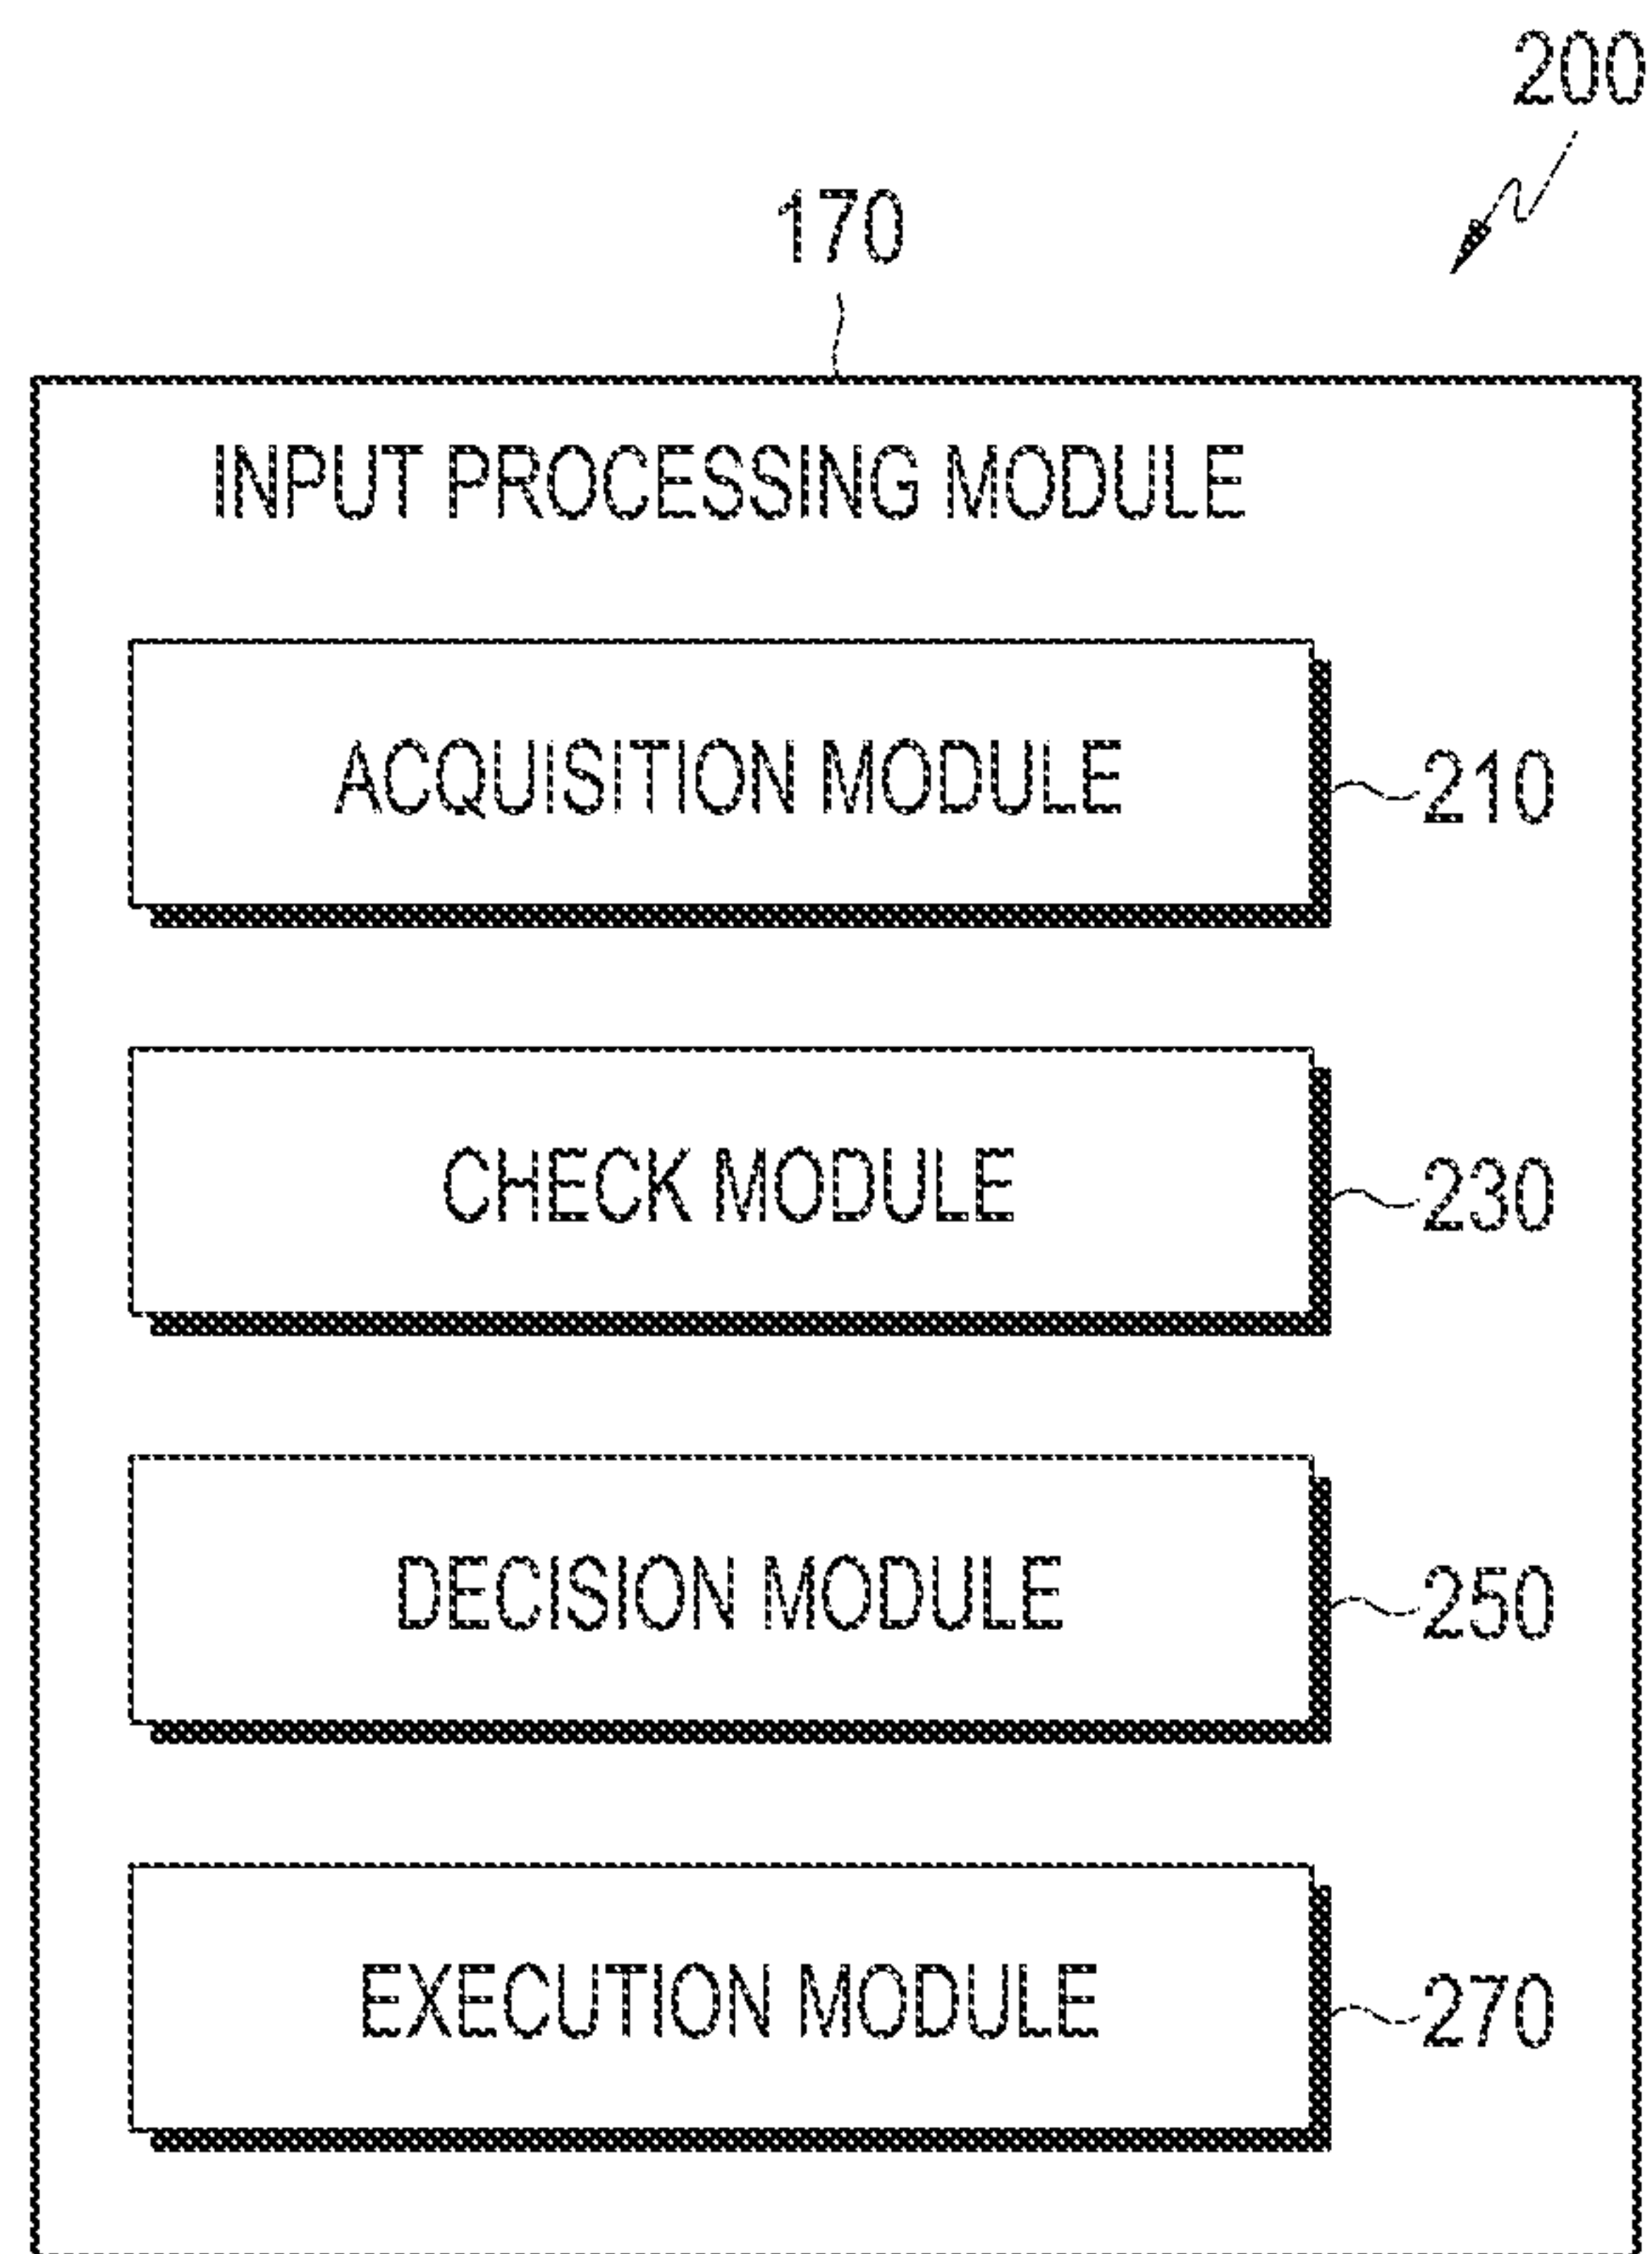 200
170
INPUT PROCESSING MODULE
ACQUISITION MODULE
210
CHECK MODULE
230
DECISION MODULE
250
EXECUTION MODULE
270